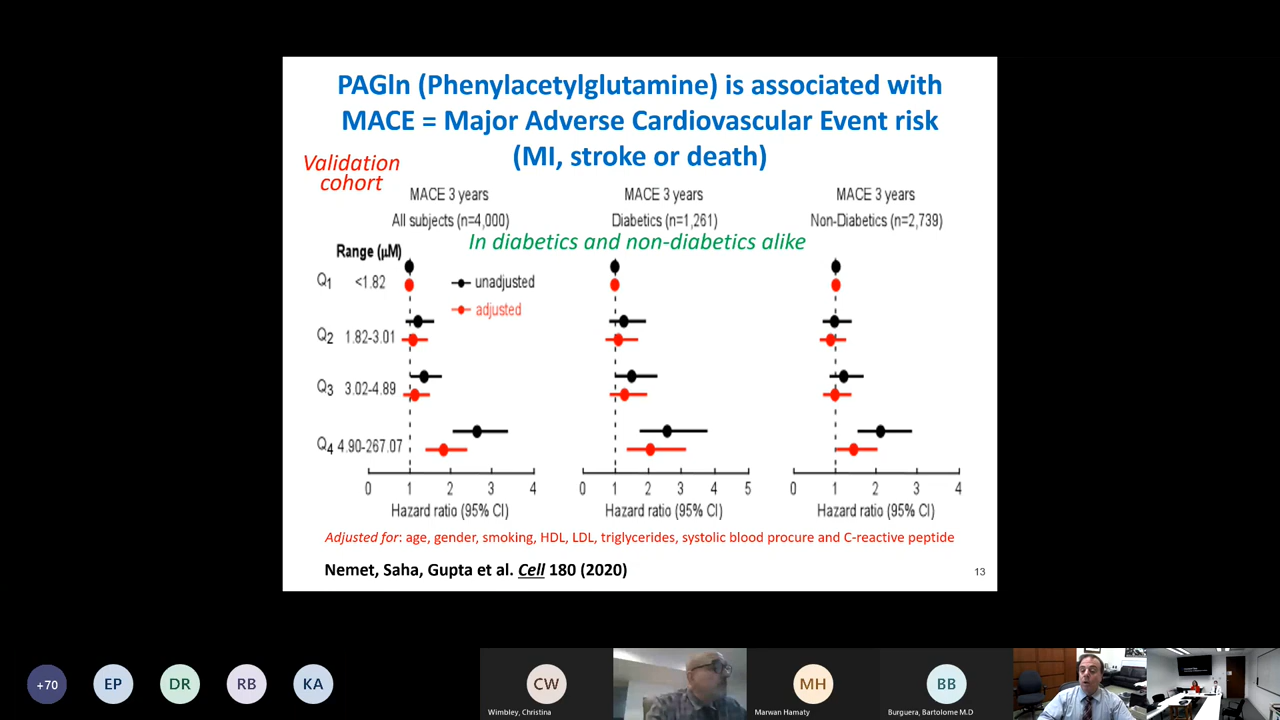 PAGln (Phenylacetylglutamine) is associated with
MACE = Major Adverse Cardiovascular Event risk
(MI, stroke or death)
Validation
cohort
MACE 3 years
All subjects (n=4,000)
MACE 3 years
Diabetics (n=1,261)
MACE 3 years
Non-Diabetics (n=2,739)
In diabetics and non-diabetics alike
Range (µM)
Q1 <1.82
unadjusted
adjusted
Q2 1.82-3.01
Q3 3.02-4.89
Q4 4.90-267.07
0 1 2 3 4
0 1 2 3 4 5
0 1 2 3 4
Hazard ratio (95% CI)
Hazard ratio (95% CI)
Hazard ratio (95% CI)
Adjusted for: age, gender, smoking, HDL, LDL, triglycerides, systolic blood procure and C-reactive peptide
Nemet, Saha, Gupta et al. Cell 180 (2020)
13
+70
EP
DR
RB
KA
CW
Wimbley, Christina
MH
Marwan Hamaty
BB
Burguera, Bartolome M.D